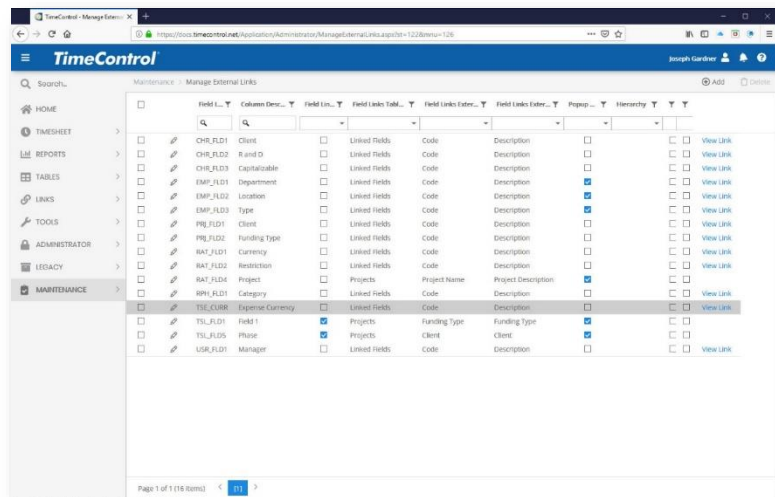 TimeControl - Manage External
https://docs.timecontrol.net/Application/Administrator/ManageExternalLinks.aspx?st=122&mnu=126
TimeControl
Joseph Gardner
Search...
Maintenance > Manage External Links
Add
Delete
HOME
TIMESHEET
REPORTS
TABLES
LINKS
TOOLS
ADMINISTRATOR
LEGACY
MAINTENANCE
Field I... Column Desc... Field Lin... Field Links Tabl... Field Links Exter... Field Links Exter... Popup ... Hierarchy
CHR_FLD1 Client Linked Fields Code Description View Link
CHR_FLD2 R and D Linked Fields Code Description View Link
CHR_FLD3 Capitalizable Linked Fields Code Description View Link
EMP_FLD1 Department Linked Fields Code Description View Link
EMP_FLD2 Location Linked Fields Code Description View Link
EMP_FLD3 Type Linked Fields Code Description View Link
PRJ_FLD1 Client Linked Fields Code Description View Link
PRJ_FLD2 Funding Type Linked Fields Code Description View Link
RAT_FLD1 Currency Linked Fields Code Description View Link
RAT_FLD2 Restriction Linked Fields Code Description View Link
RAT_FLD4 Project Projects Project Name Project Description
RPH_FLD1 Category Linked Fields Code Description View Link
TSE_CURR Expense Currency Linked Fields Code Description View Link
TSL_FLD1 Field 1 Projects Funding Type Funding Type
TSL_FLD5 Phase Projects Client Client
USR_FLD1 Manager Linked Fields Code Description View Link
Page 1 of 1 (16 items) < [1] >